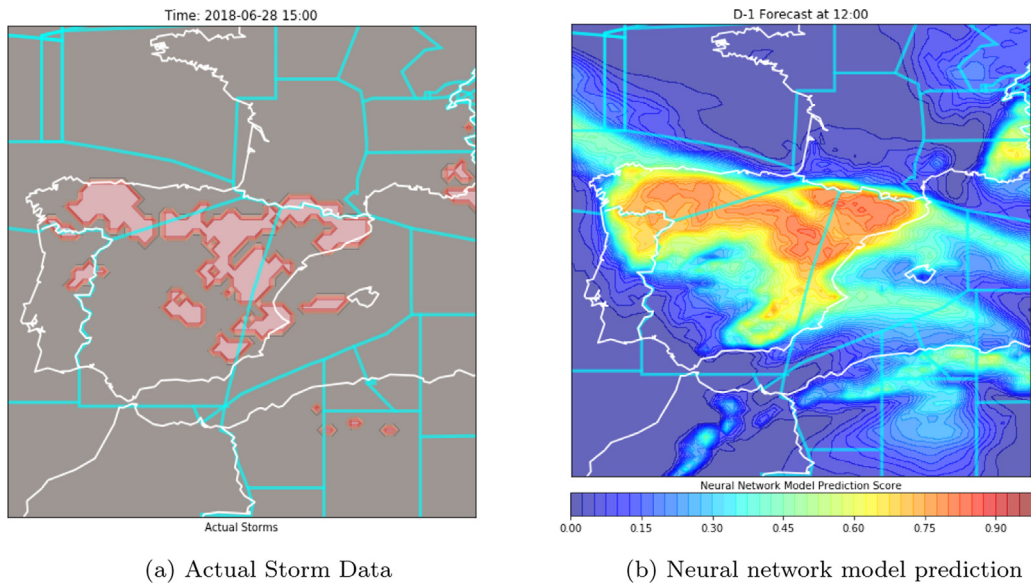 Time: 2018-06-28 15:00
Actual Storms
(a) Actual Storm Data
D-1 Forecast at 12:00
Neural Network Model Prediction Score
0.00 0.15 0.30 0.45 0.60 0.75 0.90
(b) Neural network model prediction